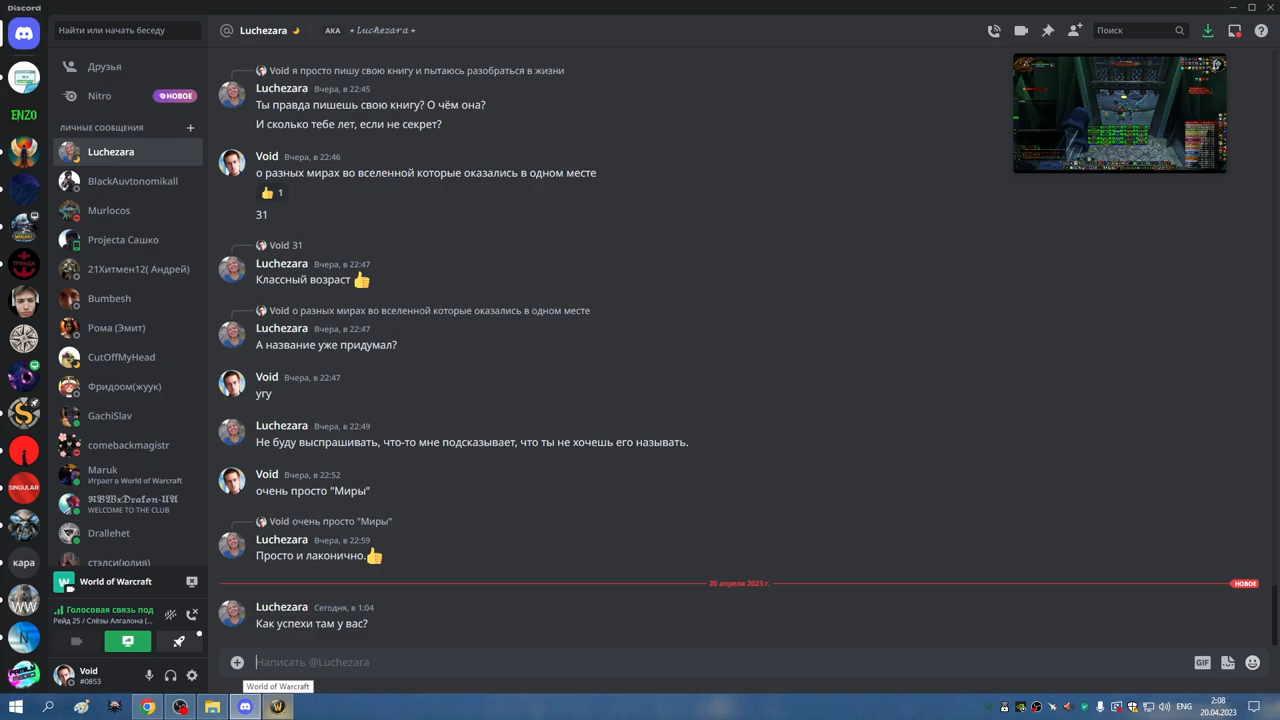 Discord
Найти или начать беседу
Друзья
Nitro
НОВОЕ
ЛИЧНЫЕ СООБЩЕНИЯ
Luchezara
BlackAuvtonomikall
Murlocos
Projecta Сашко
21Хитмен12( Андрей)
Bumbesh
Рома (Эмит)
CutOffMyHead
Фридоом(жуук)
GachiSlav
comebackmagistr
Maruk
Играет в World of Warcraft
𝕽𝕭𝕸𝖝𝕯𝖗𝖆𝖐𝖔𝖓-𝖀𝖀
WELCOME TO THE CLUB
Drallehet
стэлси(юлия)
ENZO
ТРИАДА
SINGULAR
кара
WW
N
World of Warcraft
Голосовая связь под
Рейд 25 / Слёзы Алгалона (...
Void
#0853
Luchezara
AKA
⋆ 𝓛𝓾𝓬𝓱𝓮𝔃𝓪𝓻𝓪 ⋆
Поиск
Void я просто пишу свою книгу и пытаюсь разобраться в жизни
Luchezara Вчера, в 22:45
Ты правда пишешь свою книгу? О чём она?
И сколько тебе лет, если не секрет?
Void Вчера, в 22:46
о разных мирах во вселенной которые оказались в одном месте
👍 1
31
Void 31
Luchezara Вчера, в 22:47
Классный возраст 👍
Void о разных мирах во вселенной которые оказались в одном месте
Luchezara Вчера, в 22:47
А название уже придумал?
Void Вчера, в 22:47
угу
Luchezara Вчера, в 22:49
Не буду выспрашивать, что-то мне подсказывает, что ты не хочешь его называть.
Void Вчера, в 22:52
очень просто "Миры"
Void очень просто "Миры"
Luchezara Вчера, в 22:59
Просто и лаконично.👍
20 апреля 2023 г.
НОВОЕ
Luchezara Сегодня, в 1:04
Как успехи там у вас?
Написать @Luchezara
GIF
World of Warcraft
ENG
2:08
20.04.2023